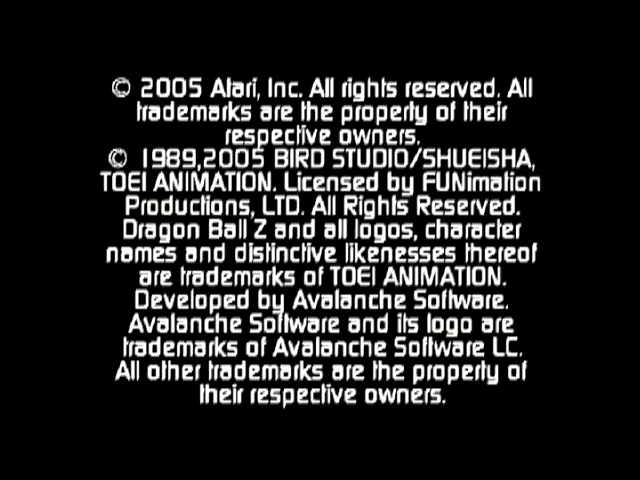 © 2005 Atari, Inc. All rights reserved. All
trademarks are the property of their
respective owners.
© 1989,2005 BIRD STUDIO/SHUEISHA,
TOEI ANIMATION. Licensed by FUNimation
Productions, LTD. All Rights Reserved.
Dragon Ball Z and all logos, character
names and distinctive likenesses thereof
are trademarks of TOEI ANIMATION.
Developed by Avalanche Software.
Avalanche Software and its logo are
trademarks of Avalanche Software LC.
All other trademarks are the property of
their respective owners.